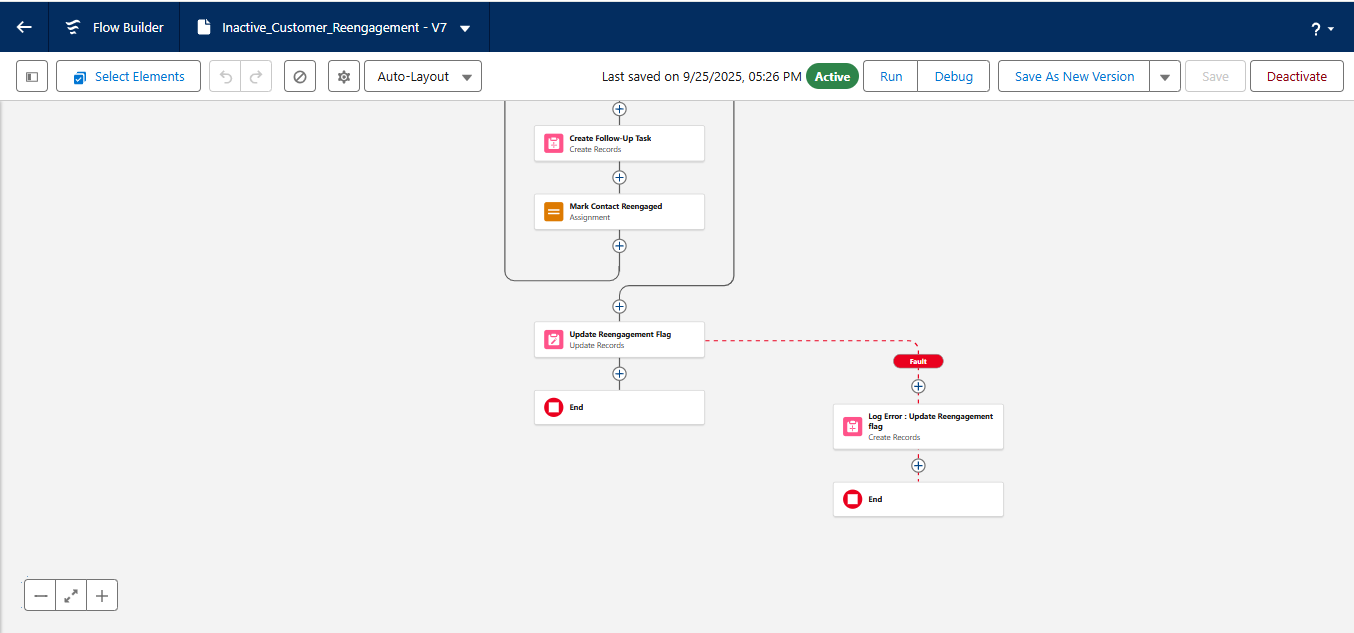 Flow Builder
Inactive_Customer_Reengagement - V7
?
Select Elements
Auto-Layout
Last saved on 9/25/2025, 05:26 PM
Active
Run
Debug
Save As New Version
Save
Deactivate
Create Follow-Up Task
Create Records
Mark Contact Reengaged
Assignment
Update Reengagement Flag
Update Records
Fault
End
Log Error : Update Reengagement
flag
Create Records
End